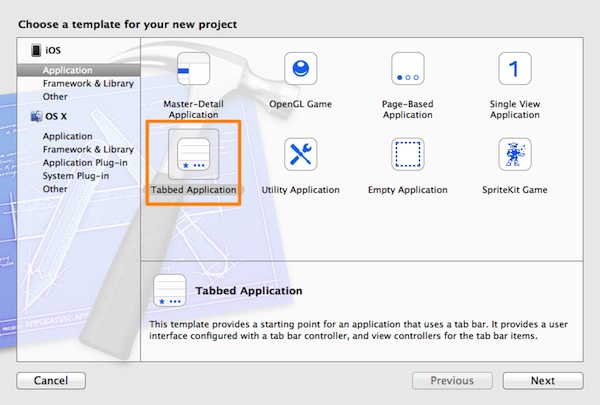 Choose a template for your new project
iOS
Application
Framework & Library
Other
OS X
Application
Framework & Library
Application Plug-in
System Plug-in
Other
Master-Detail
Application
OpenGL Game
Page-Based
Application
1
Single View
Application
Tabbed Application
Utility Application
Empty Application
SpriteKit Game
Tabbed Application
This template provides a starting point for an application that uses a tab bar. It provides a user
interface configured with a tab bar controller, and view controllers for the tab bar items.
Cancel
Previous
Next